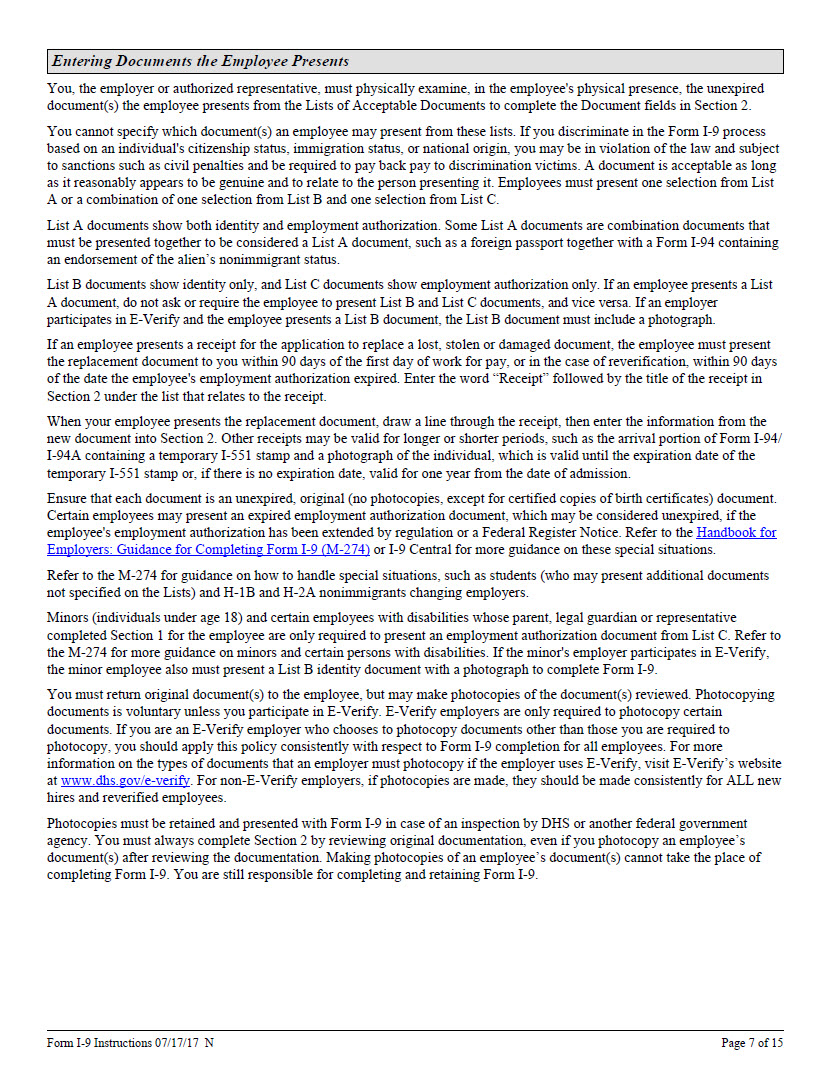 Entering Documents the Employee Presents
You, the employer or authorized representative, must physically examine, in the employee's physical presence, the unexpired
document(s) the employee presents from the Lists of Acceptable Documents to complete the Document fields in Section 2.
You cannot specify which document(s) an employee may present from these lists. If you discriminate in the Form I-9 process
based on an individual's citizenship status, immigration status, or national origin, you may be in violation of the law and subject
to sanctions such as civil penalties and be required to pay back pay to discrimination victims. A document is acceptable as long
as it reasonably appears to be genuine and to relate to the person presenting it. Employees must present one selection from List
A or a combination of one selection from List B and one selection from List C.
List A documents show both identity and employment authorization. Some List A documents are combination documents that
must be presented together to be considered a List A document, such as a foreign passport together with a Form I-94 containing
an endorsement of the alien’s nonimmigrant status.
List B documents show identity only, and List C documents show employment authorization only. If an employee presents a List
A document, do not ask or require the employee to present List B and List C documents, and vice versa. If an employer
participates in E-Verify and the employee presents a List B document, the List B document must include a photograph.
If an employee presents a receipt for the application to replace a lost, stolen or damaged document, the employee must present
the replacement document to you within 90 days of the first day of work for pay, or in the case of reverification, within 90 days
of the date the employee's employment authorization expired. Enter the word “Receipt” followed by the title of the receipt in
Section 2 under the list that relates to the receipt.
When your employee presents the replacement document, draw a line through the receipt, then enter the information from the
new document into Section 2. Other receipts may be valid for longer or shorter periods, such as the arrival portion of Form I-94/
I-94A containing a temporary I-551 stamp and a photograph of the individual, which is valid until the expiration date of the
temporary I-551 stamp or, if there is no expiration date, valid for one year from the date of admission.
Ensure that each document is an unexpired, original (no photocopies, except for certified copies of birth certificates) document.
Certain employees may present an expired employment authorization document, which may be considered unexpired, if the
employee's employment authorization has been extended by regulation or a Federal Register Notice. Refer to the Handbook for
Employers: Guidance for Completing Form I-9 (M-274) or I-9 Central for more guidance on these special situations.
Refer to the M-274 for guidance on how to handle special situations, such as students (who may present additional documents
not specified on the Lists) and H-1B and H-2A nonimmigrants changing employers.
Minors (individuals under age 18) and certain employees with disabilities whose parent, legal guardian or representative
completed Section 1 for the employee are only required to present an employment authorization document from List C. Refer to
the M-274 for more guidance on minors and certain persons with disabilities. If the minor's employer participates in E-Verify,
the minor employee also must present a List B identity document with a photograph to complete Form I-9.
You must return original document(s) to the employee, but may make photocopies of the document(s) reviewed. Photocopying
documents is voluntary unless you participate in E-Verify. E-Verify employers are only required to photocopy certain
documents. If you are an E-Verify employer who chooses to photocopy documents other than those you are required to
photocopy, you should apply this policy consistently with respect to Form I-9 completion for all employees. For more
information on the types of documents that an employer must photocopy if the employer uses E-Verify, visit E-Verify’s website
at www.dhs.gov/e-verify. For non-E-Verify employers, if photocopies are made, they should be made consistently for ALL new
hires and reverified employees.
Photocopies must be retained and presented with Form I-9 in case of an inspection by DHS or another federal government
agency. You must always complete Section 2 by reviewing original documentation, even if you photocopy an employee’s
document(s) after reviewing the documentation. Making photocopies of an employee’s document(s) cannot take the place of
completing Form I-9. You are still responsible for completing and retaining Form I-9.
Form I-9 Instructions 07/17/17 N
Page 7 of 15